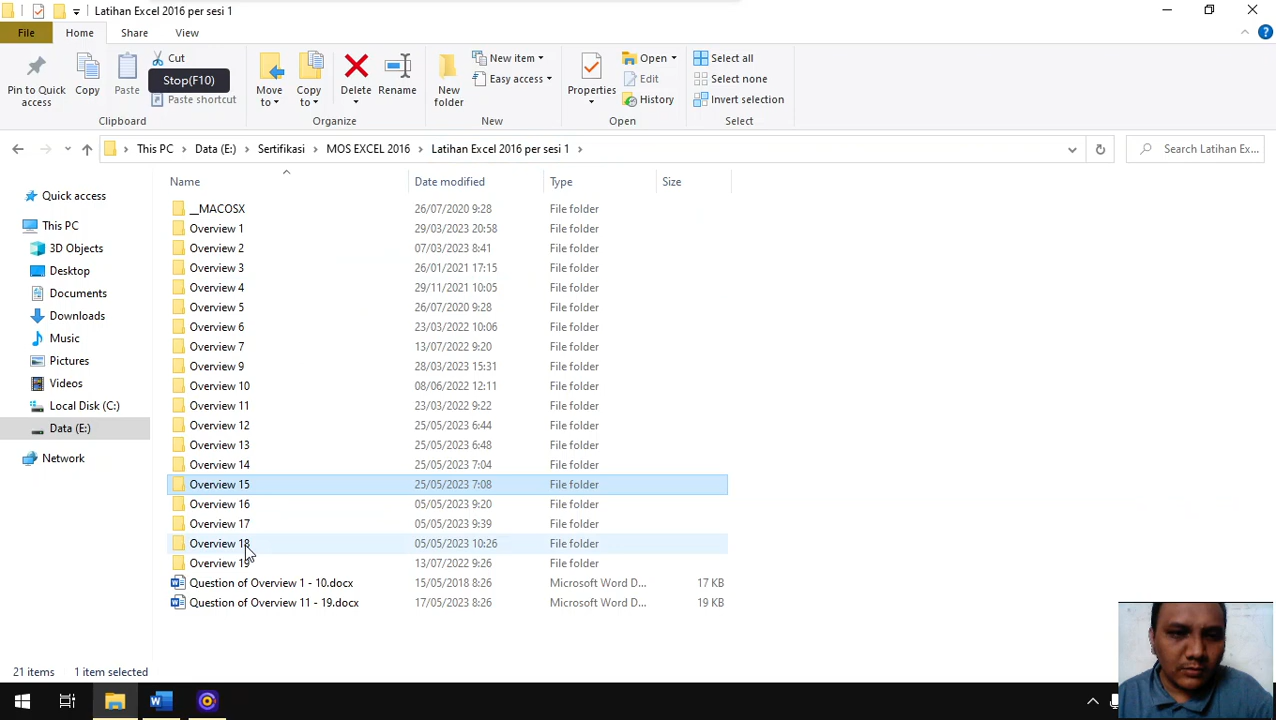 Latihan Excel 2016 per sesi 1
File
Home
Share
View
Pin to Quick access
Copy
Paste
Cut
Stop(F10)
Paste shortcut
Clipboard
Move to
Copy to
Delete
Rename
Organize
New folder
New item
Easy access
New
Properties
Open
Edit
History
Open
Select all
Select none
Invert selection
Select
This PC
Data (E:)
Sertifikasi
MOS EXCEL 2016
Latihan Excel 2016 per sesi 1
Search Latihan Ex...
Quick access
This PC
3D Objects
Desktop
Documents
Downloads
Music
Pictures
Videos
Local Disk (C:)
Data (E:)
Network
Name Date modified Type Size
__MACOSX 26/07/2020 9:28 File folder
Overview 1 29/03/2023 20:58 File folder
Overview 2 07/03/2023 8:41 File folder
Overview 3 26/01/2021 17:15 File folder
Overview 4 29/11/2021 10:05 File folder
Overview 5 26/07/2020 9:28 File folder
Overview 6 23/03/2022 10:06 File folder
Overview 7 13/07/2022 9:20 File folder
Overview 9 28/03/2023 15:31 File folder
Overview 10 08/06/2022 12:11 File folder
Overview 11 23/03/2022 9:22 File folder
Overview 12 25/05/2023 6:44 File folder
Overview 13 25/05/2023 6:48 File folder
Overview 14 25/05/2023 7:04 File folder
Overview 15 25/05/2023 7:08 File folder
Overview 16 05/05/2023 9:20 File folder
Overview 17 05/05/2023 9:39 File folder
Overview 18 05/05/2023 10:26 File folder
Overview 19 13/07/2022 9:26 File folder
Question of Overview 1 - 10.docx 15/05/2018 8:26 Microsoft Word D... 17 KB
Question of Overview 11 - 19.docx 17/05/2023 8:26 Microsoft Word D... 19 KB
21 items 1 item selected